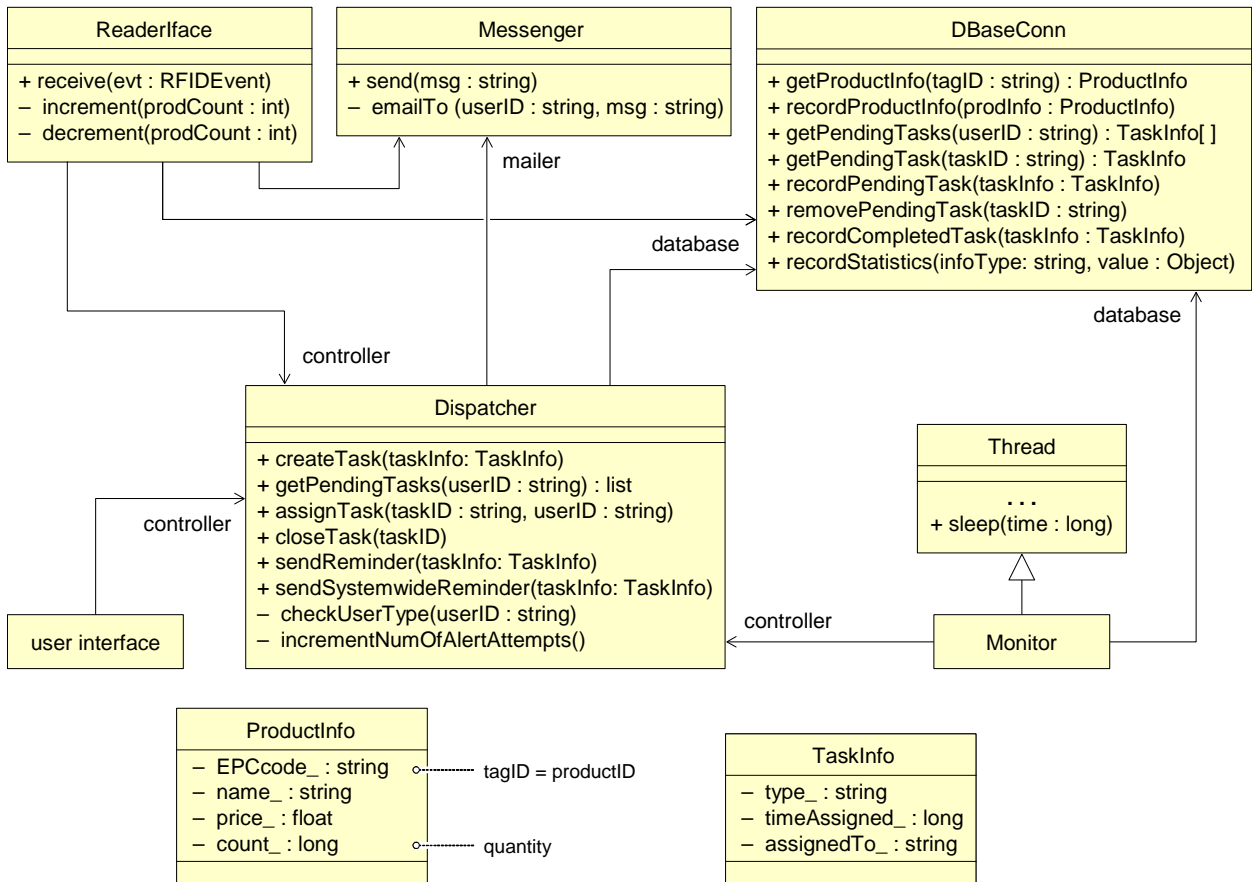 ReaderIface
+ receive(evt : RFIDEvent)
– increment(prodCount : int)
– decrement(prodCount : int)
Messenger
+ send(msg : string)
– emailTo (userID : string, msg : string)
DBaseConn
+ getProductInfo(tagID : string) : ProductInfo
+ recordProductInfo(prodInfo : ProductInfo)
+ getPendingTasks(userID : string) : TaskInfo[ ]
+ getPendingTask(taskID : string) : TaskInfo
+ recordPendingTask(taskInfo : TaskInfo)
+ removePendingTask(taskID : string)
+ recordCompletedTask(taskInfo : TaskInfo)
+ recordStatistics(infoType: string, value : Object)
mailer
database
database
controller
Dispatcher
+ createTask(taskInfo: TaskInfo)
+ getPendingTasks(userID : string) : list
+ assignTask(taskID : string, userID : string)
+ closeTask(taskID)
+ sendReminder(taskInfo: TaskInfo)
+ sendSystemwideReminder(taskInfo: TaskInfo)
– checkUserType(userID : string)
– incrementNumOfAlertAttempts()
Thread
. . .
+ sleep(time : long)
controller
user interface
controller
Monitor
ProductInfo
– EPCcode_ : string
– name_ : string
– price_ : float
– count_ : long
tagID = productID
quantity
TaskInfo
– type_ : string
– timeAssigned_ : long
– assignedTo_ : string